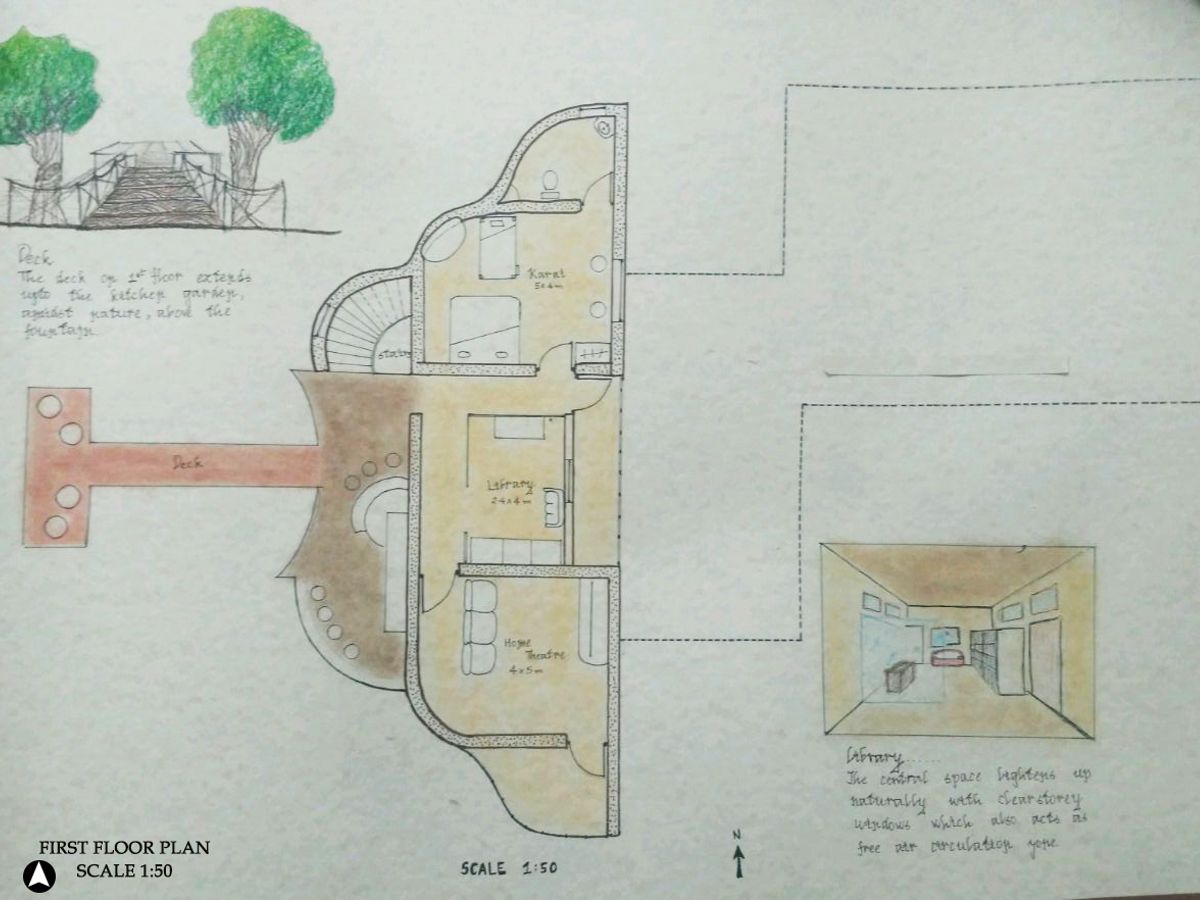 Deck
The deck on 1st floor extends
upto the kitchen garden,
amidst nature, above the
fountain.
Karat
5x4m
Stairs
Deck
Library
2.4x4m
Home
Theatre
4x5m
Library......
The central space lightens up
naturally with clearstorey
windows which also acts as
free air circulation zone
N
SCALE 1:50
FIRST FLOOR PLAN
SCALE 1:50